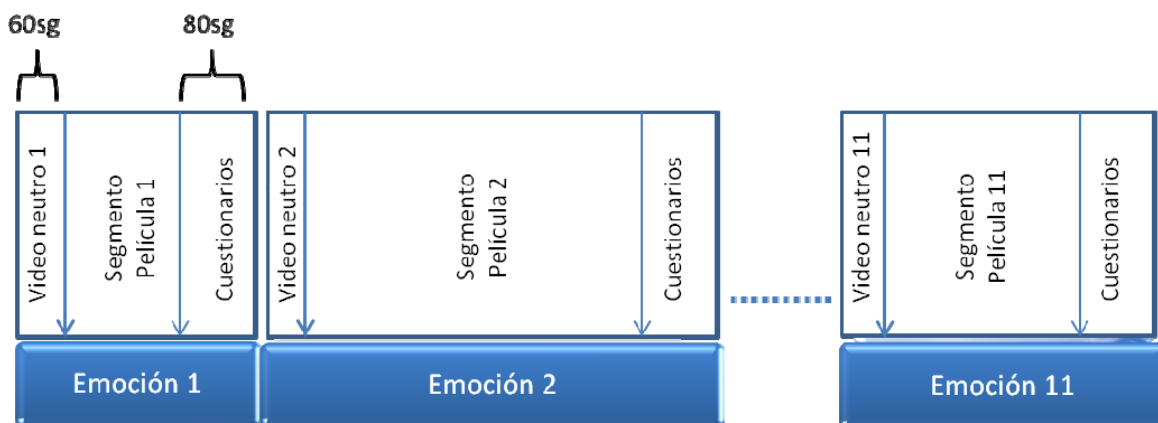 60sg
80sg
Video neutro 1
Segmento
Película 1
Cuestionarios
Video neutro 2
Segmento
Película 2
Cuestionarios
Video neutro 11
Segmento
Película 11
Cuestionarios
Emoción 1
Emoción 2
Emoción 11